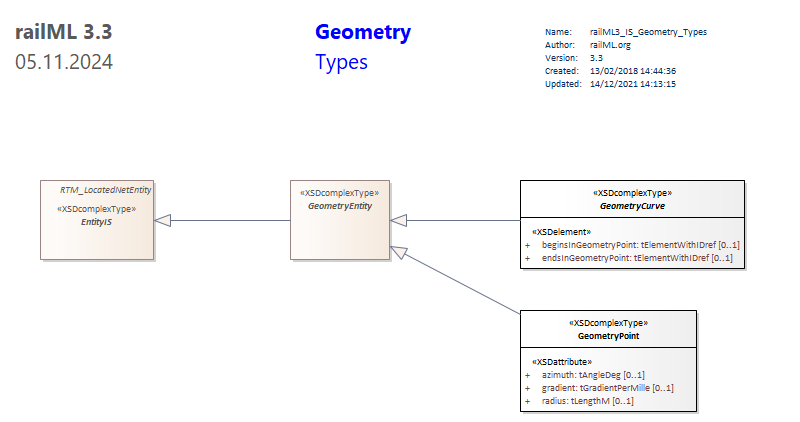 railML 3.3
05.11.2024
Geometry
Types
Name: railML3_IS_Geometry_Types
Author: railML.org
Version: 3.3
Created: 13/02/2018 14:44:36
Updated: 14/12/2021 14:13:15
RTM_LocatedNetEntity
«XSDcomplexType»
EntityIS
«XSDcomplexType»
GeometryEntity
«XSDcomplexType»
GeometryCurve
«XSDelement»
+ beginsInGeometryPoint: tElementWithIDref [0..1]
+ endsInGeometryPoint: tElementWithIDref [0..1]
«XSDcomplexType»
GeometryPoint
«XSDattribute»
+ azimuth: tAngleDeg [0..1]
+ gradient: tGradientPerMille [0..1]
+ radius: tLengthM [0..1]